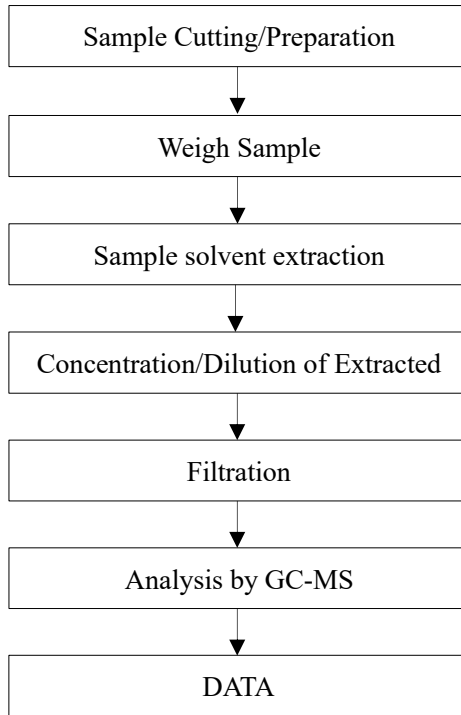 Sample Cutting/Preparation
Weigh Sample
Sample solvent extraction
Concentration/Dilution of Extracted
Filtration
Analysis by GC-MS
DATA